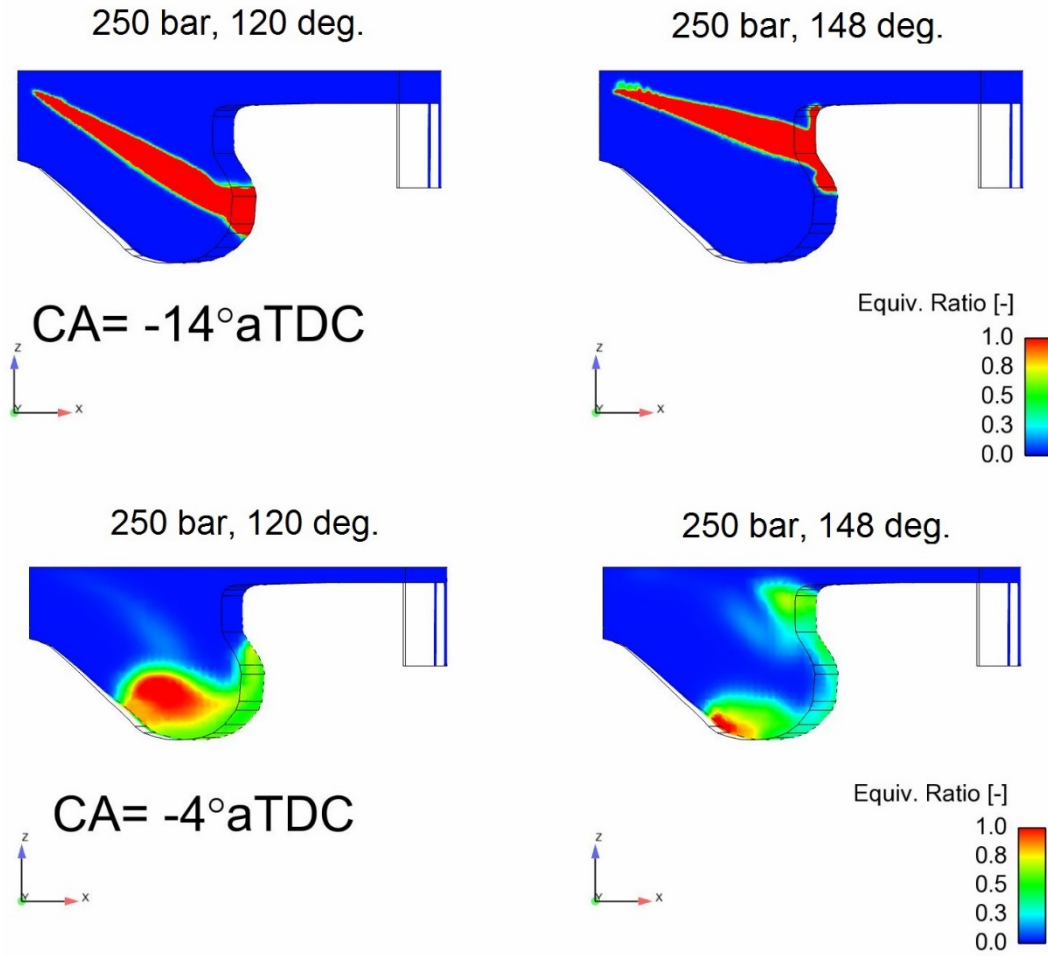 250 bar, 120 deg.
250 bar, 148 deg.
CA= -14°aTDC
Z
Y
X
Z
Y
X
Equiv. Ratio [-]
1.0
0.8
0.5
0.3
0.0
250 bar, 120 deg.
250 bar, 148 deg.
CA= -4°aTDC
Z
Y
X
Z
Y
X
Equiv. Ratio [-]
1.0
0.8
0.5
0.3
0.0